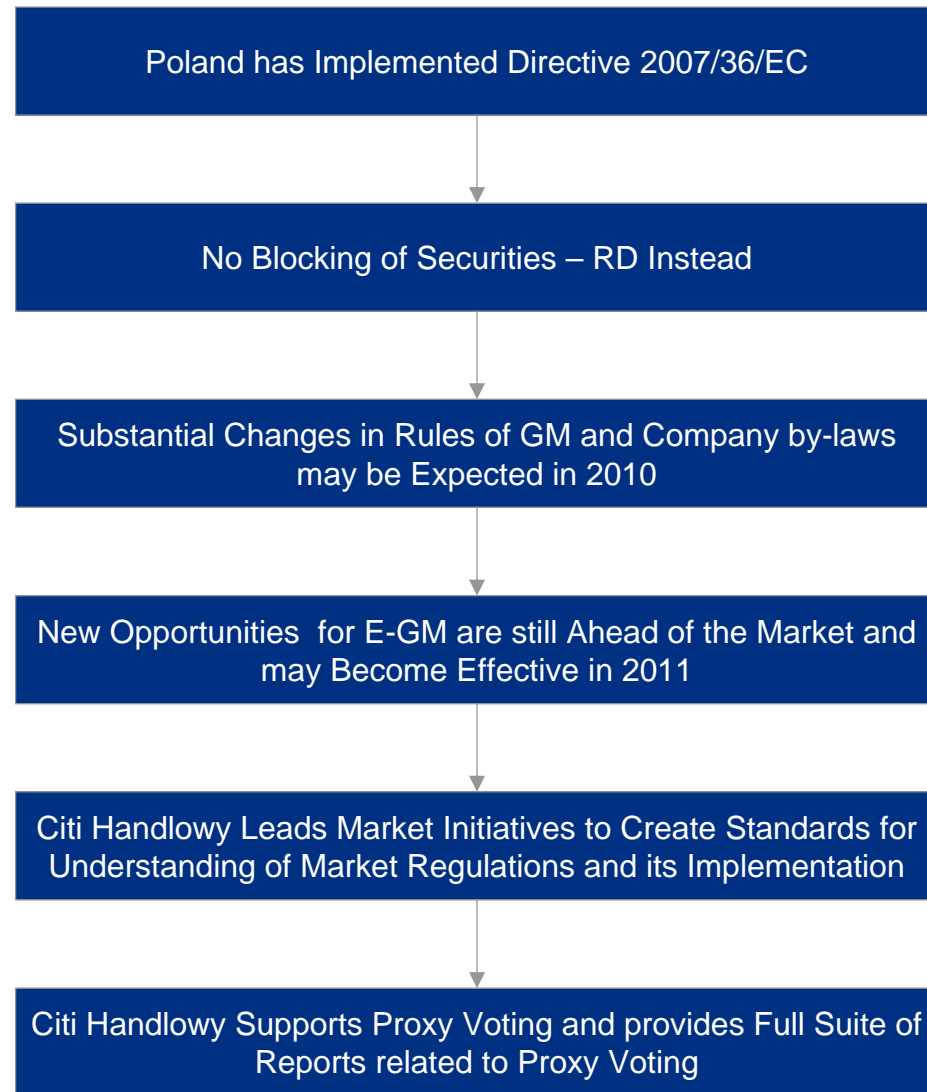 Poland has Implemented Directive 2007/36/EC
No Blocking of Securities – RD Instead
Substantial Changes in Rules of GM and Company by-laws
may be Expected in 2010
New Opportunities  for E-GM are still Ahead of the Market and
may Become Effective in 2011
Citi Handlowy Leads Market Initiatives to Create Standards for
Understanding of Market Regulations and its Implementation
Citi Handlowy Supports Proxy Voting and provides Full Suite of
Reports related to Proxy Voting